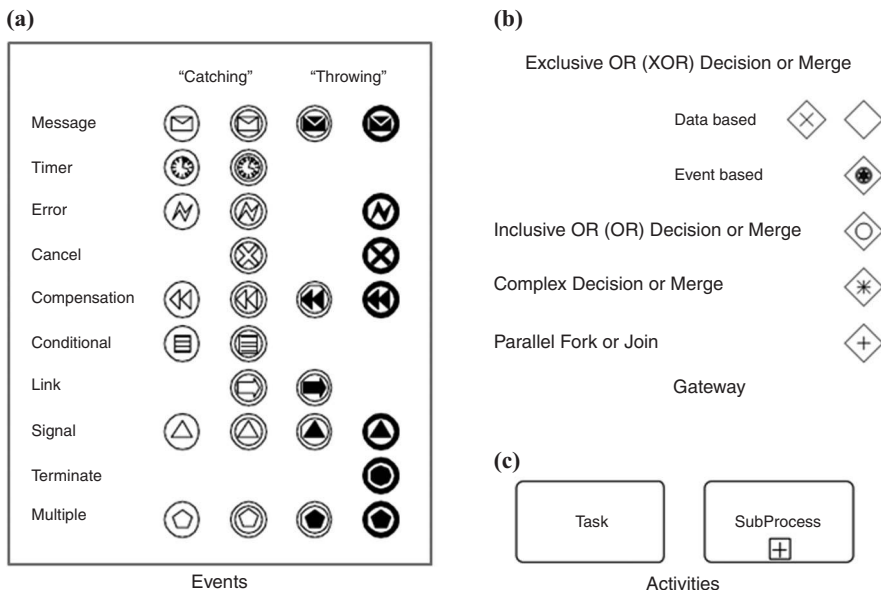 (a)
“Catching” “Throwing”
Message
Timer
Error
Cancel
Compensation
Conditional
Link
Signal
Terminate
Multiple
Events
(b)
Exclusive OR (XOR) Decision or Merge
Data based
Event based
Inclusive OR (OR) Decision or Merge
Complex Decision or Merge
Parallel Fork or Join
Gateway
(c)
Task SubProcess
Activities